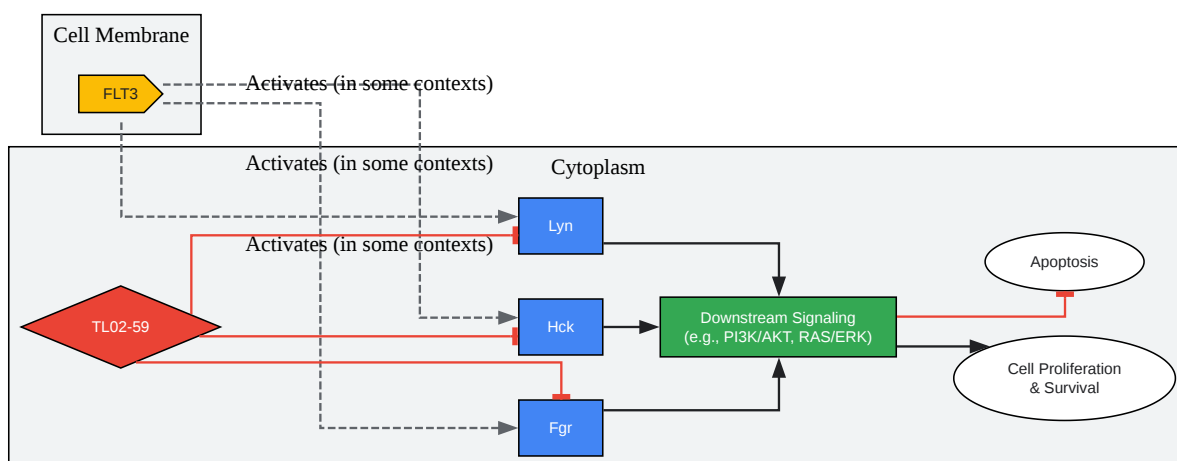 Cell Membrane
FLT3
Activates (in some contexts)
Activates (in some contexts)
Cytoplasm
Lyn
Activates (in some contexts)
Apoptosis
TL02-59
Hck
Downstream Signaling
(e.g., PI3K/AKT, RAS/ERK)
Cell Proliferation
& Survival
Fgr